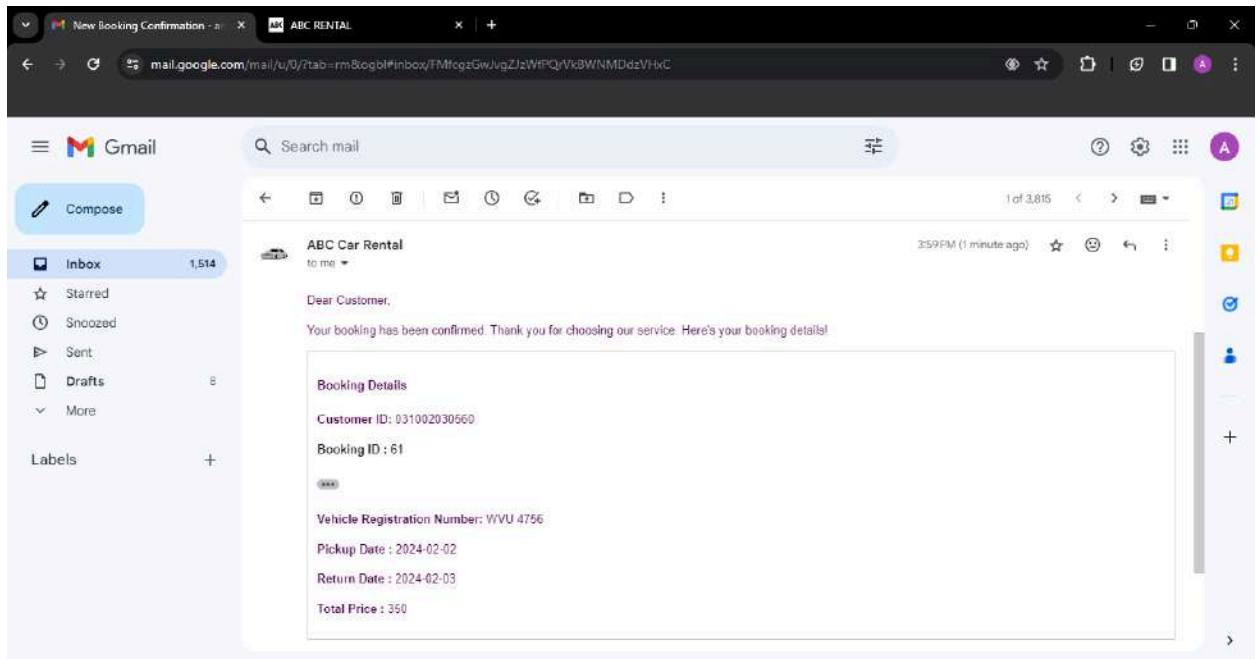 New Booking Confirmation - a
ABC RENTAL
mail.google.com/mail/u/0/?tab=rm&ogbl#inbox/
Gmail
Search mail
A
Compose
1 of 3,815
ABC Car Rental
3:59 PM (1 minute ago)
to me
Inbox 1,514
Starred
Snoozed
Sent
Drafts 8
More
Labels
Dear Customer,
Your booking has been confirmed. Thank you for choosing our service. Here's your booking details!
Booking Details
Customer ID: 031002030560
Booking ID : 61
Vehicle Registration Number: WVU 4756
Pickup Date : 2024-02-02
Return Date : 2024-02-03
Total Price : 350